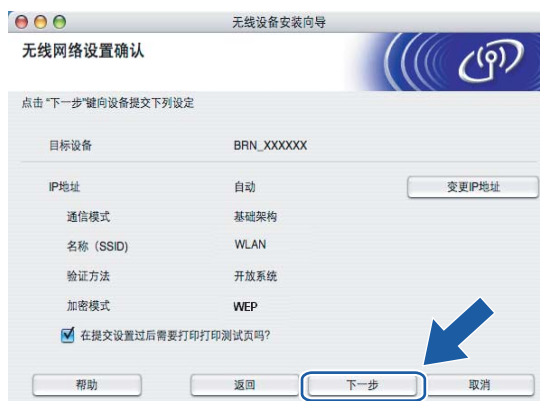 无线设备安装向导
无线网络设置确认
点击 “下一步”键向设备提交下列设定
目标设备 BRN_XXXXXX
IP地址 自动 变更IP地址
通信模式 基础架构
名称（SSID) WLAN
验证方法 开放系统
加密模式 WEP
在提交设置过后需要打印打印测试页吗?
帮助 返回 下一步 取消